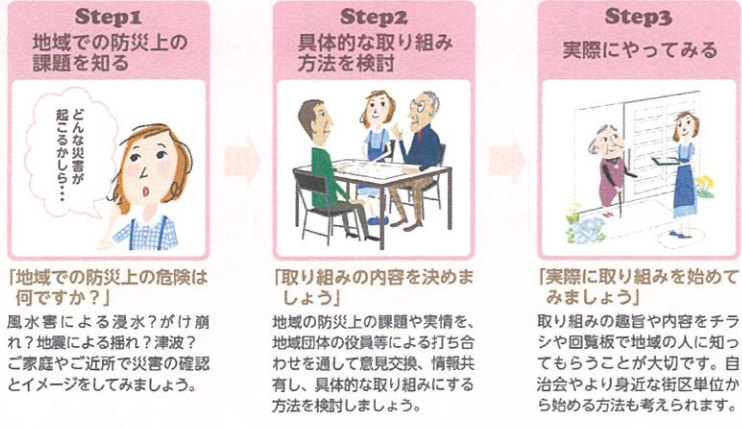 Step1
地域での防災上の
課題を知る
どんな災害が
起こるかしら・・・
「地域での防災上の危険は
何ですか？」
風水害による浸水？がけ崩
れ？地震による揺れ？津波？
ご家庭やご近所で災害の確認
とイメージをしてみましょう。
Step2
具体的な取り組み
方法を検討
「取り組みの内容を決めま
しょう」
地域の防災上の課題や実情を、
地域団体の役員等による打ち合
わせを通して意見交換、情報共
有し、具体的な取り組みにする
方法を検討しましょう。
Step3
実際にやってみる
「実際に取り組みを始めて
みましょう」
取り組みの趣旨や内容をチラ
シや回覧板で地域の人に知っ
てもらうことが大切です。自
治会やより身近な街区単位か
ら始める方法も考えられます。